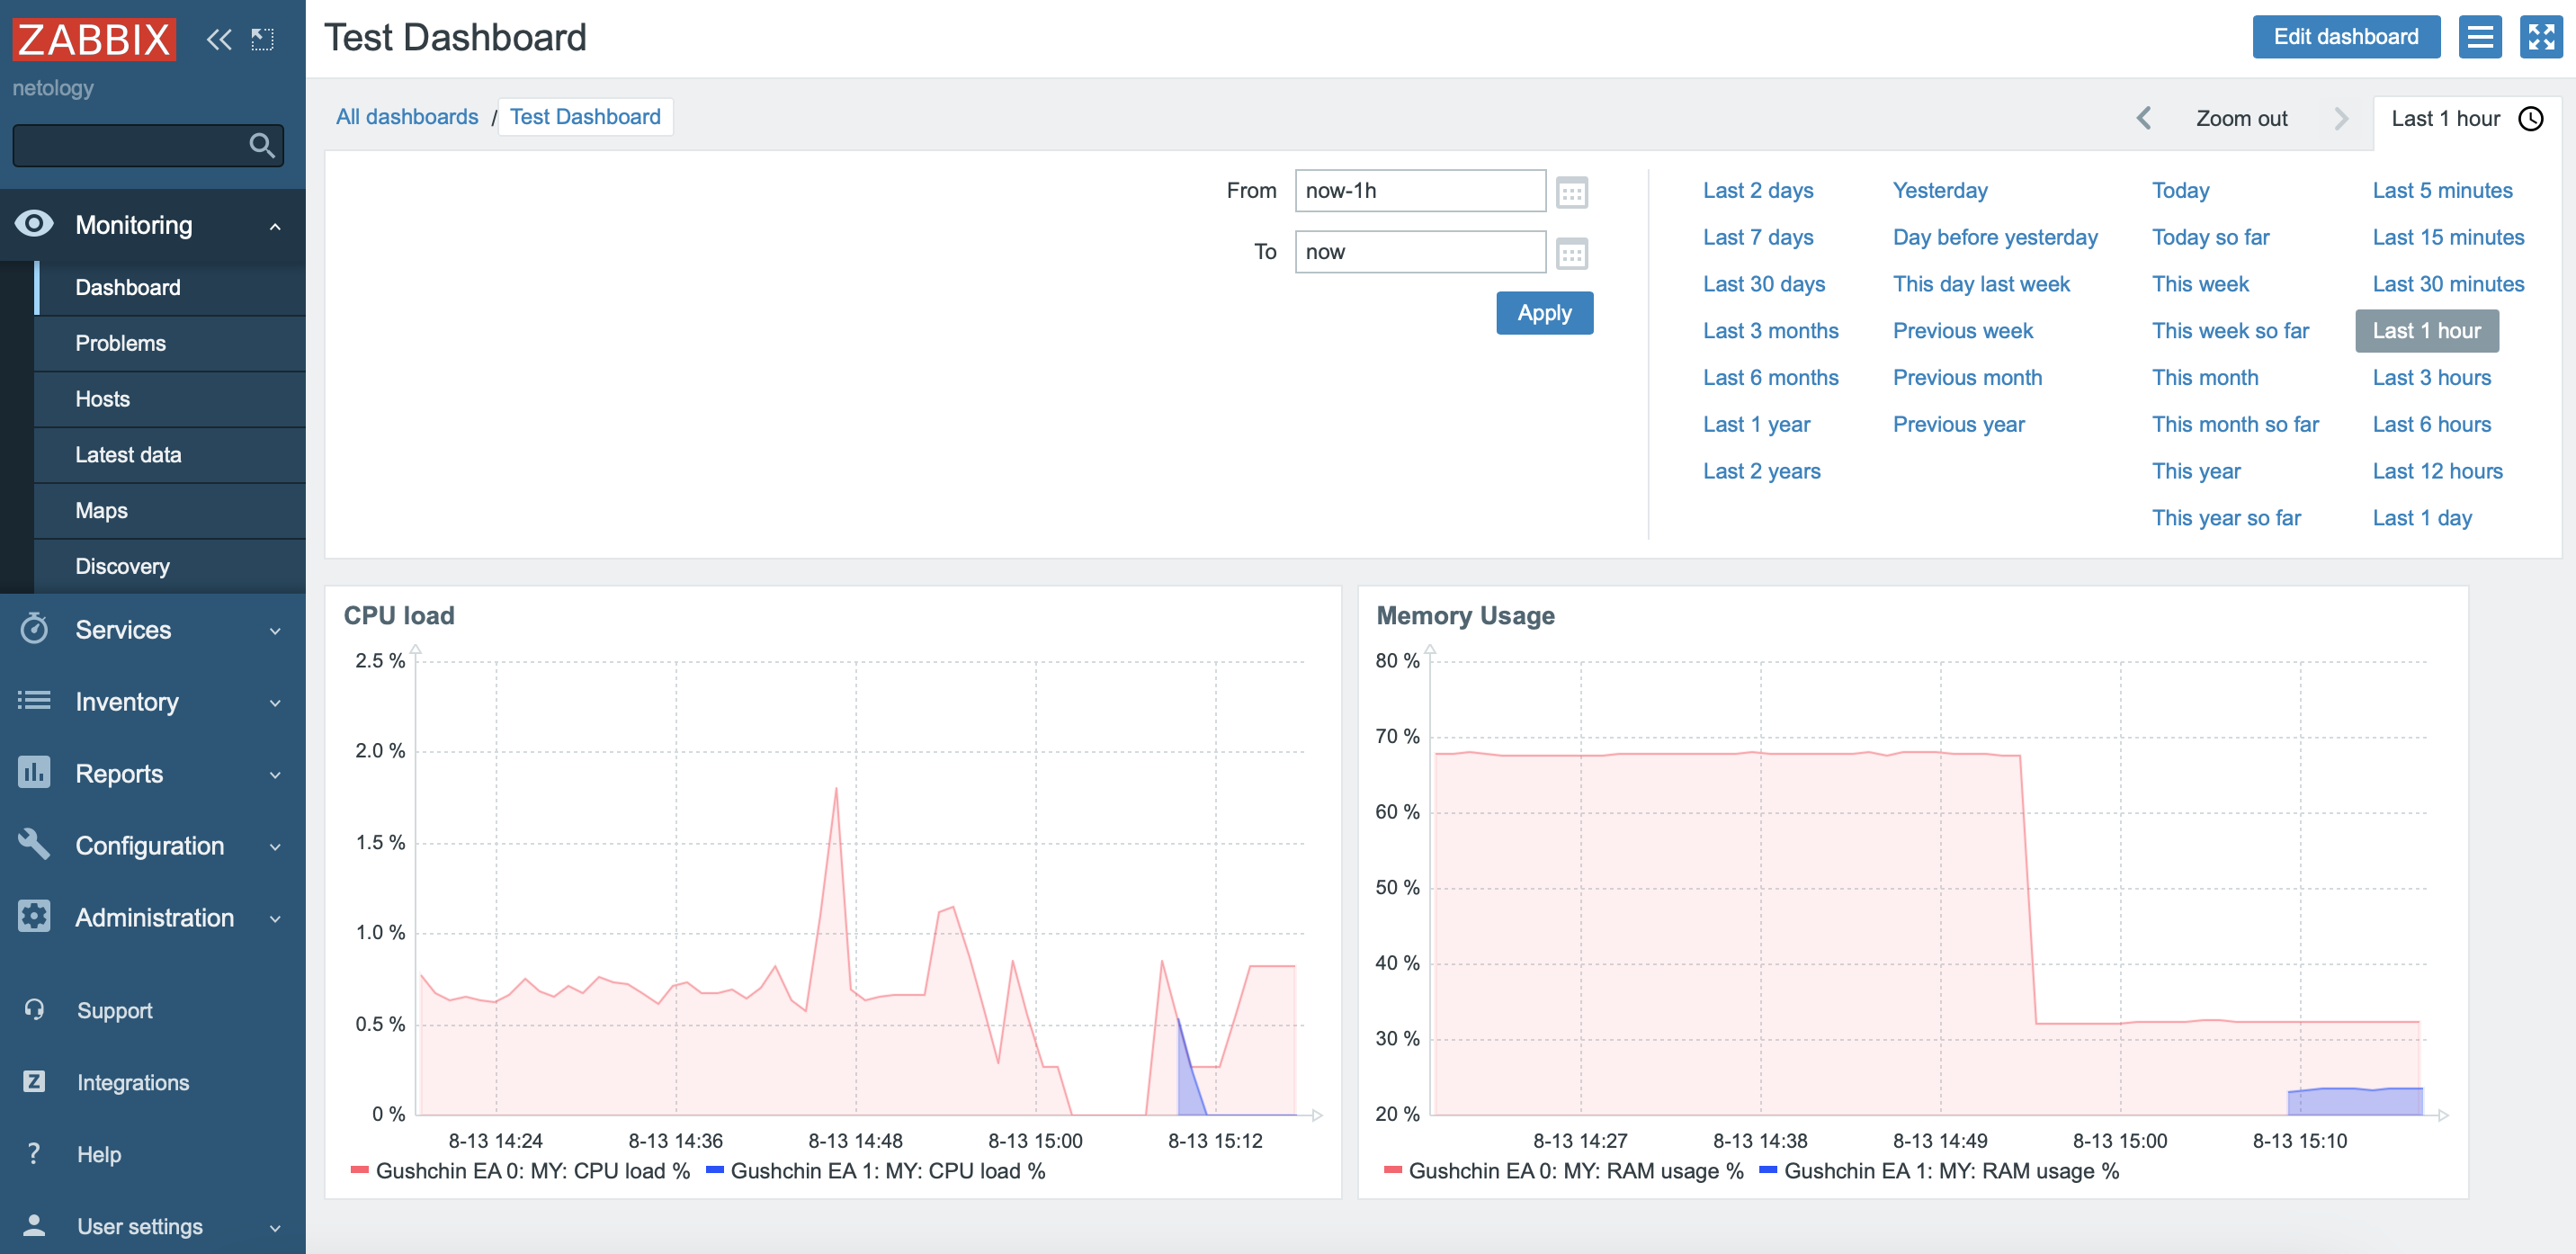 ZABBIX
netology
Monitoring
Dashboard
Problems
Hosts
Latest data
Maps
Discovery
Services
Inventory
Reports
Configuration
Administration
Support
Z Integrations
? Help
User settings
Test Dashboard
Edit dashboard
All dashboards / Test Dashboard
Zoom out
Last 1 hour
From now-1h
To now
Apply
Last 2 days Yesterday Today Last 5 minutes
Last 7 days Day before yesterday Today so far Last 15 minutes
Last 30 days This day last week This week Last 30 minutes
Last 3 months Previous week This week so far Last 1 hour
Last 6 months Previous month This month Last 3 hours
Last 1 year Previous year This month so far Last 6 hours
Last 2 years This year Last 12 hours
This year so far Last 1 day
CPU load
2.5 %
2.0 %
1.5 %
1.0 %
0.5 %
0 %
8-13 14:24 8-13 14:36 8-13 14:48 8-13 15:00 8-13 15:12
Gushchin EA 0: MY: CPU load % Gushchin EA 1: MY: CPU load %
Memory Usage
80 %
70 %
60 %
50 %
40 %
30 %
20 %
8-13 14:27 8-13 14:38 8-13 14:49 8-13 15:00 8-13 15:10
Gushchin EA 0: MY: RAM usage % Gushchin EA 1: MY: RAM usage %